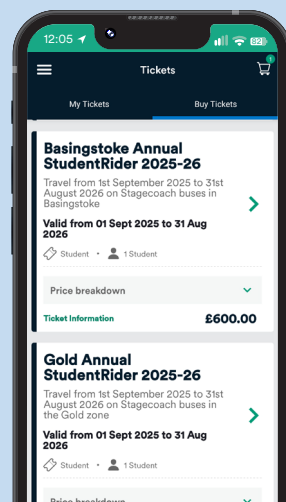 12:05
82
Tickets
1
My Tickets
Buy Tickets
Basingstoke Annual
StudentRider 2025-26
Travel from 1st September 2025 to 31st
August 2026 on Stagecoach buses in
Basingstoke
Valid from 01 Sept 2025 to 31 Aug
2026
Student • 1 Student
Price breakdown
Ticket Information £600.00
Gold Annual
StudentRider 2025-26
Travel from 1st September 2025 to 31st
August 2026 on Stagecoach buses in
the Gold zone
Valid from 01 Sept 2025 to 31 Aug
2026
Student • 1 Student
Price breakdown